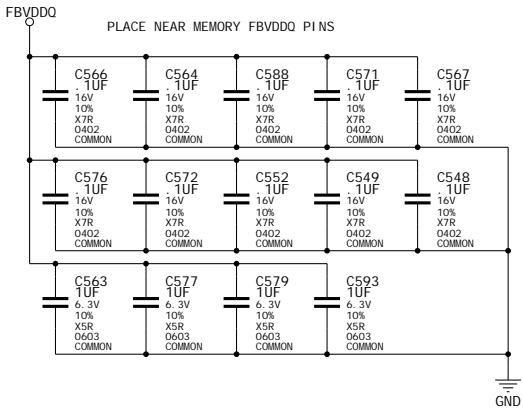 FBVDDQ
PLACE NEAR MEMORY FBVDDQ PINS
C566
.1UF
16V
10%
X7R
0402
COMMON
C564
.1UF
16V
10%
X7R
0402
COMMON
C588
.1UF
16V
10%
X7R
0402
COMMON
C571
.1UF
16V
10%
X7R
0402
COMMON
C567
.1UF
16V
10%
X7R
0402
COMMON
C576
.1UF
16V
10%
X7R
0402
COMMON
C572
.1UF
16V
10%
X7R
0402
COMMON
C552
.1UF
16V
10%
X7R
0402
COMMON
C549
.1UF
16V
10%
X7R
0402
COMMON
C548
.1UF
16V
10%
X7R
0402
COMMON
C563
1UF
6.3V
10%
X5R
0603
COMMON
C577
1UF
6.3V
10%
X5R
0603
COMMON
C579
1UF
6.3V
10%
X5R
0603
COMMON
C593
1UF
6.3V
10%
X5R
0603
COMMON
GND